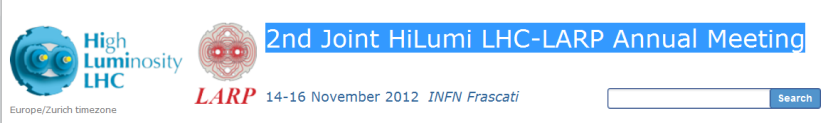 High
Luminosity
LHC
Europe/Zurich timezone
LARP
2nd Joint HiLumi LHC-LARP Annual Meeting
14-16 November 2012 INFN Frascati
Search